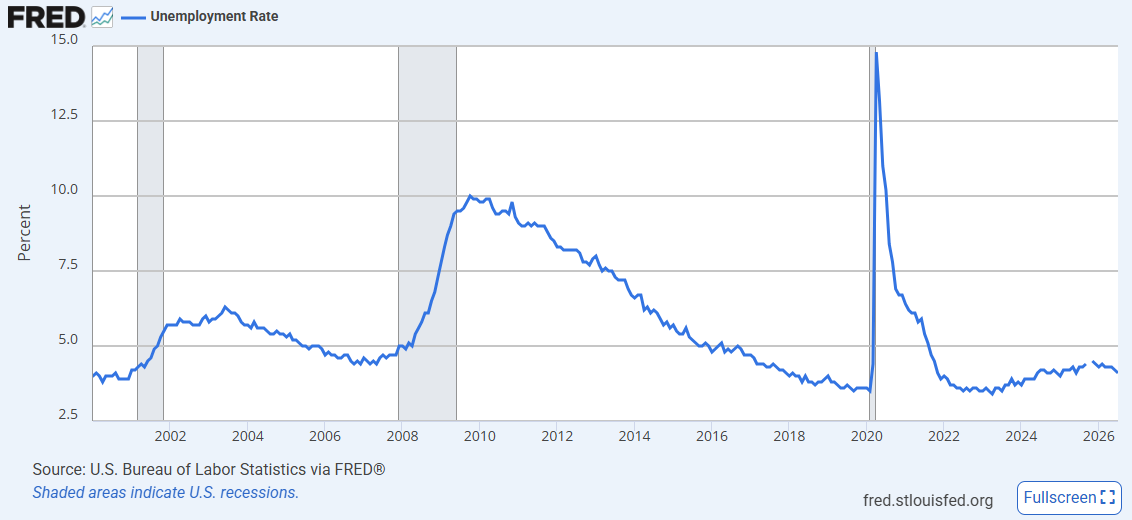 FRED
Unemployment Rate
15.0
12.5
10.0
7.5
5.0
2.5
Percent
2002 2004 2006 2008 2010 2012 2014 2016 2018 2020 2022 2024 2026
Source: U.S. Bureau of Labor Statistics via FRED®
Shaded areas indicate U.S. recessions.
fred.stlouisfed.org
Fullscreen